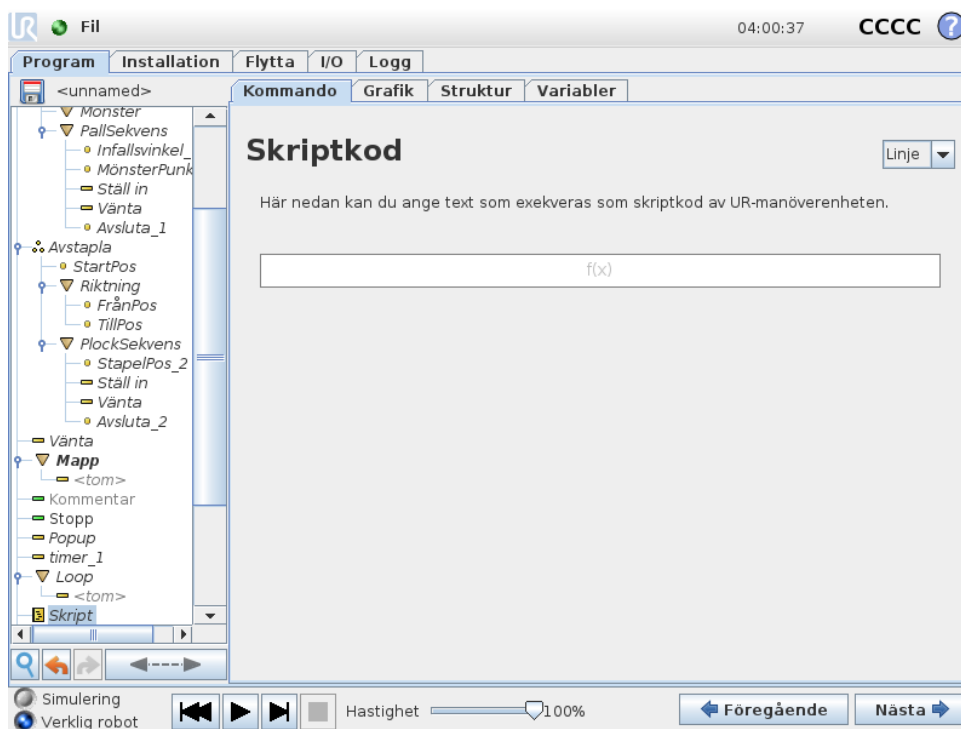 UR Fil 04:00:37 CCCC ?
Program Installation Flytta I/O Logg
<unnamed> Kommando Grafik Struktur Variabler
Mönster
PallSekvens
Infallsvinkel_
MönsterPunk
Ställ in
Vänta
Avsluta_1
Avstapla
StartPos
Riktning
FrånPos
TillPos
PlockSekvens
StapelPos_2
Ställ in
Vänta
Avsluta_2
Vänta
Mapp
<tom>
Kommentar
Stopp
Popup
timer_1
Loop
<tom>
Skript
Skriptkod
Linje
Här nedan kan du ange text som exekveras som skriptkod av UR-manöverenheten.
f(x)
Simulering
Verklig robot
Hastighet 100%
Föregående Nästa